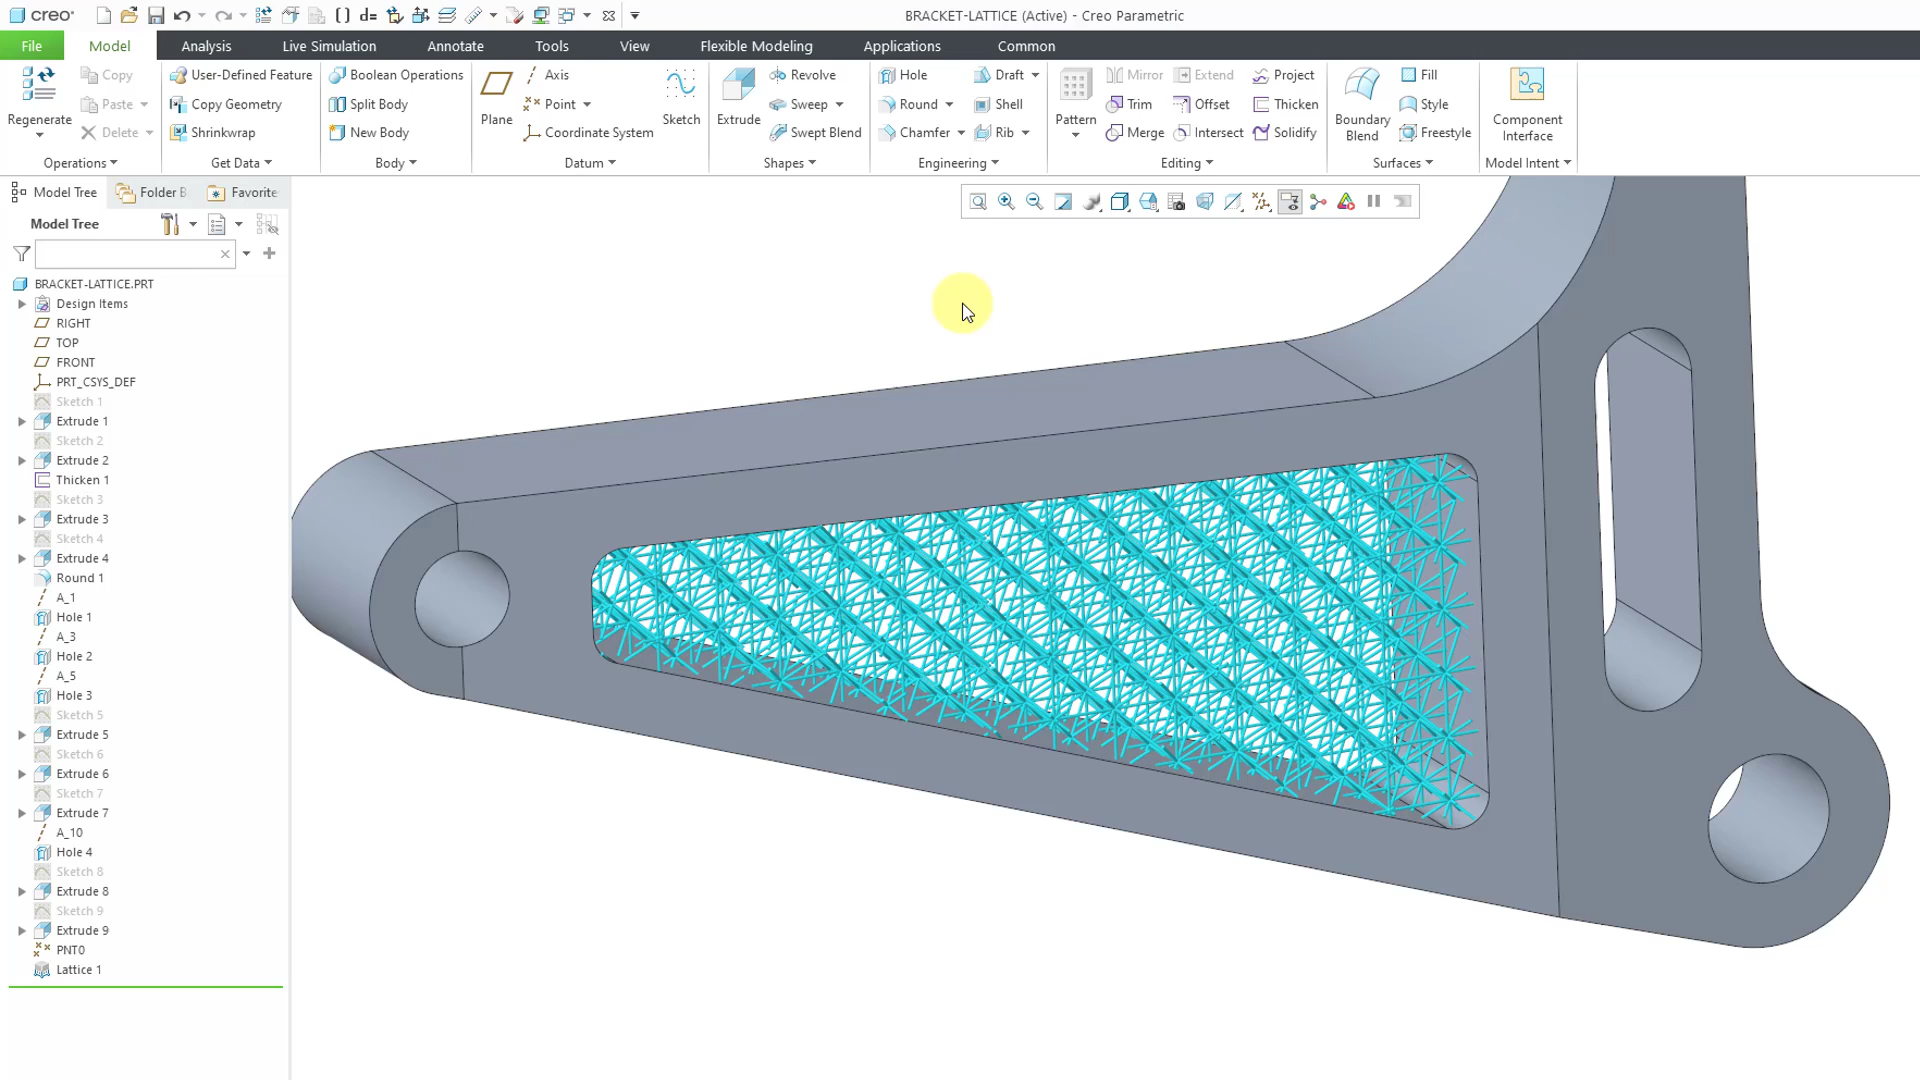 creo
BRACKET-LATTICE (Active) - Creo Parametric
File Model Analysis Live Simulation Annotate Tools View Flexible Modeling Applications Common
Regenerate
Copy
Paste
Delete
Operations
User-Defined Feature
Copy Geometry
Shrinkwrap
Get Data
Boolean Operations
Split Body
New Body
Body
Plane
Axis
Point
Coordinate System
Sketch
Datum
Extrude
Revolve
Sweep
Swept Blend
Shapes
Hole
Round
Chamfer
Draft
Shell
Rib
Engineering
Pattern
Mirror
Trim
Merge
Extend
Offset
Intersect
Project
Thicken
Solidify
Editing
Boundary
Blend
Fill
Style
Freestyle
Surfaces
Component
Interface
Model Intent
Model Tree Folder B Favorite
Model Tree
BRACKET-LATTICE.PRT
Design Items
RIGHT
TOP
FRONT
PRT_CSYS_DEF
Sketch 1
Extrude 1
Sketch 2
Extrude 2
Thicken 1
Sketch 3
Extrude 3
Sketch 4
Extrude 4
Round 1
A_1
Hole 1
A_3
Hole 2
A_5
Hole 3
Sketch 5
Extrude 5
Sketch 6
Extrude 6
Sketch 7
Extrude 7
A_10
Hole 4
Sketch 8
Extrude 8
Sketch 9
Extrude 9
PNT0
Lattice 1